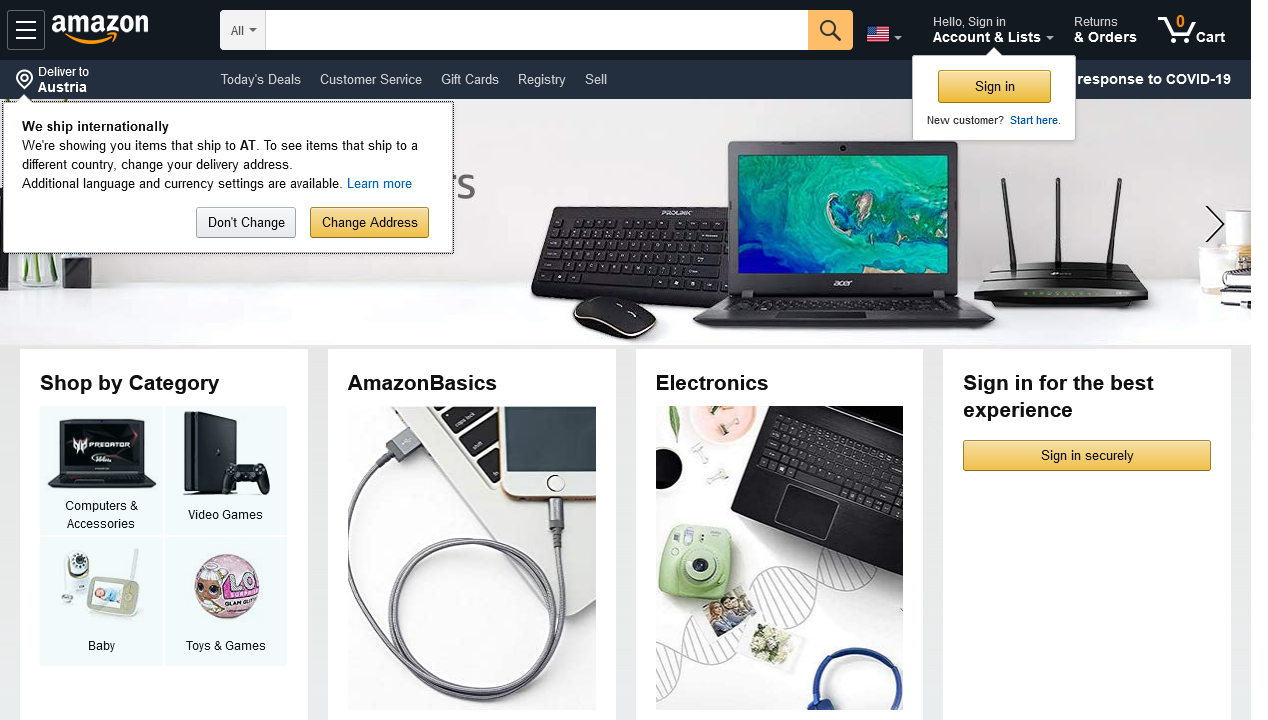 amazon
All
Hello, Sign in
Account & Lists
Returns
& Orders
0
Cart
Deliver to
Austria
Today's Deals
Customer Service
Gift Cards
Registry
Sell
response to COVID-19
Sign in
New customer? Start here.
We ship internationally
We're showing you items that ship to AT. To see items that ship to a
different country, change your delivery address.
Additional language and currency settings are available. Learn more
Don't Change
Change Address
PROLINK
acer
Shop by Category
PREDATOR
Computers &
Accessories
Video Games
Baby
Toys & Games
AmazonBasics
Electronics
Sign in for the best
experience
Sign in securely